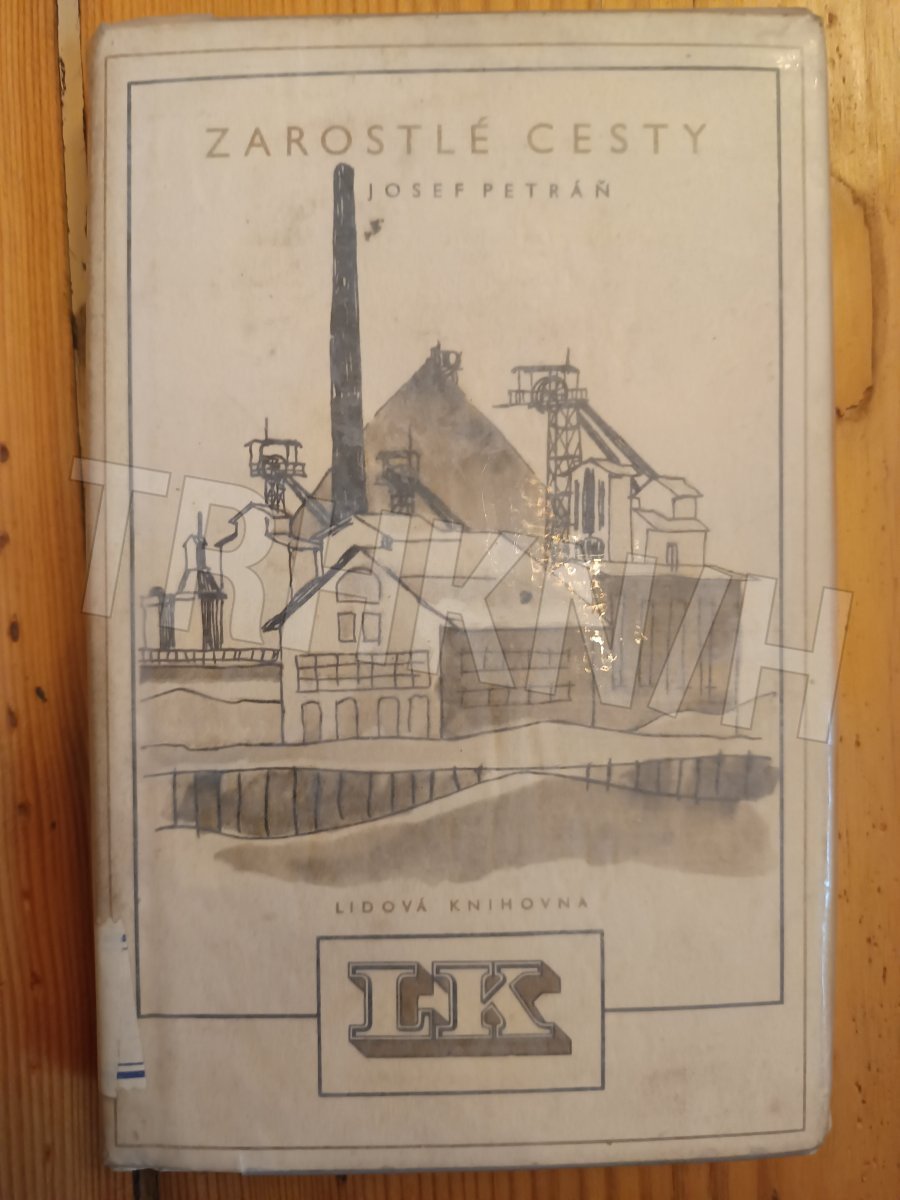 ZAROSTLÉ CESTY
JOSEF PETRÁŇ
TRHKNIH
LIDOVÁ KNIHOVNA
LK